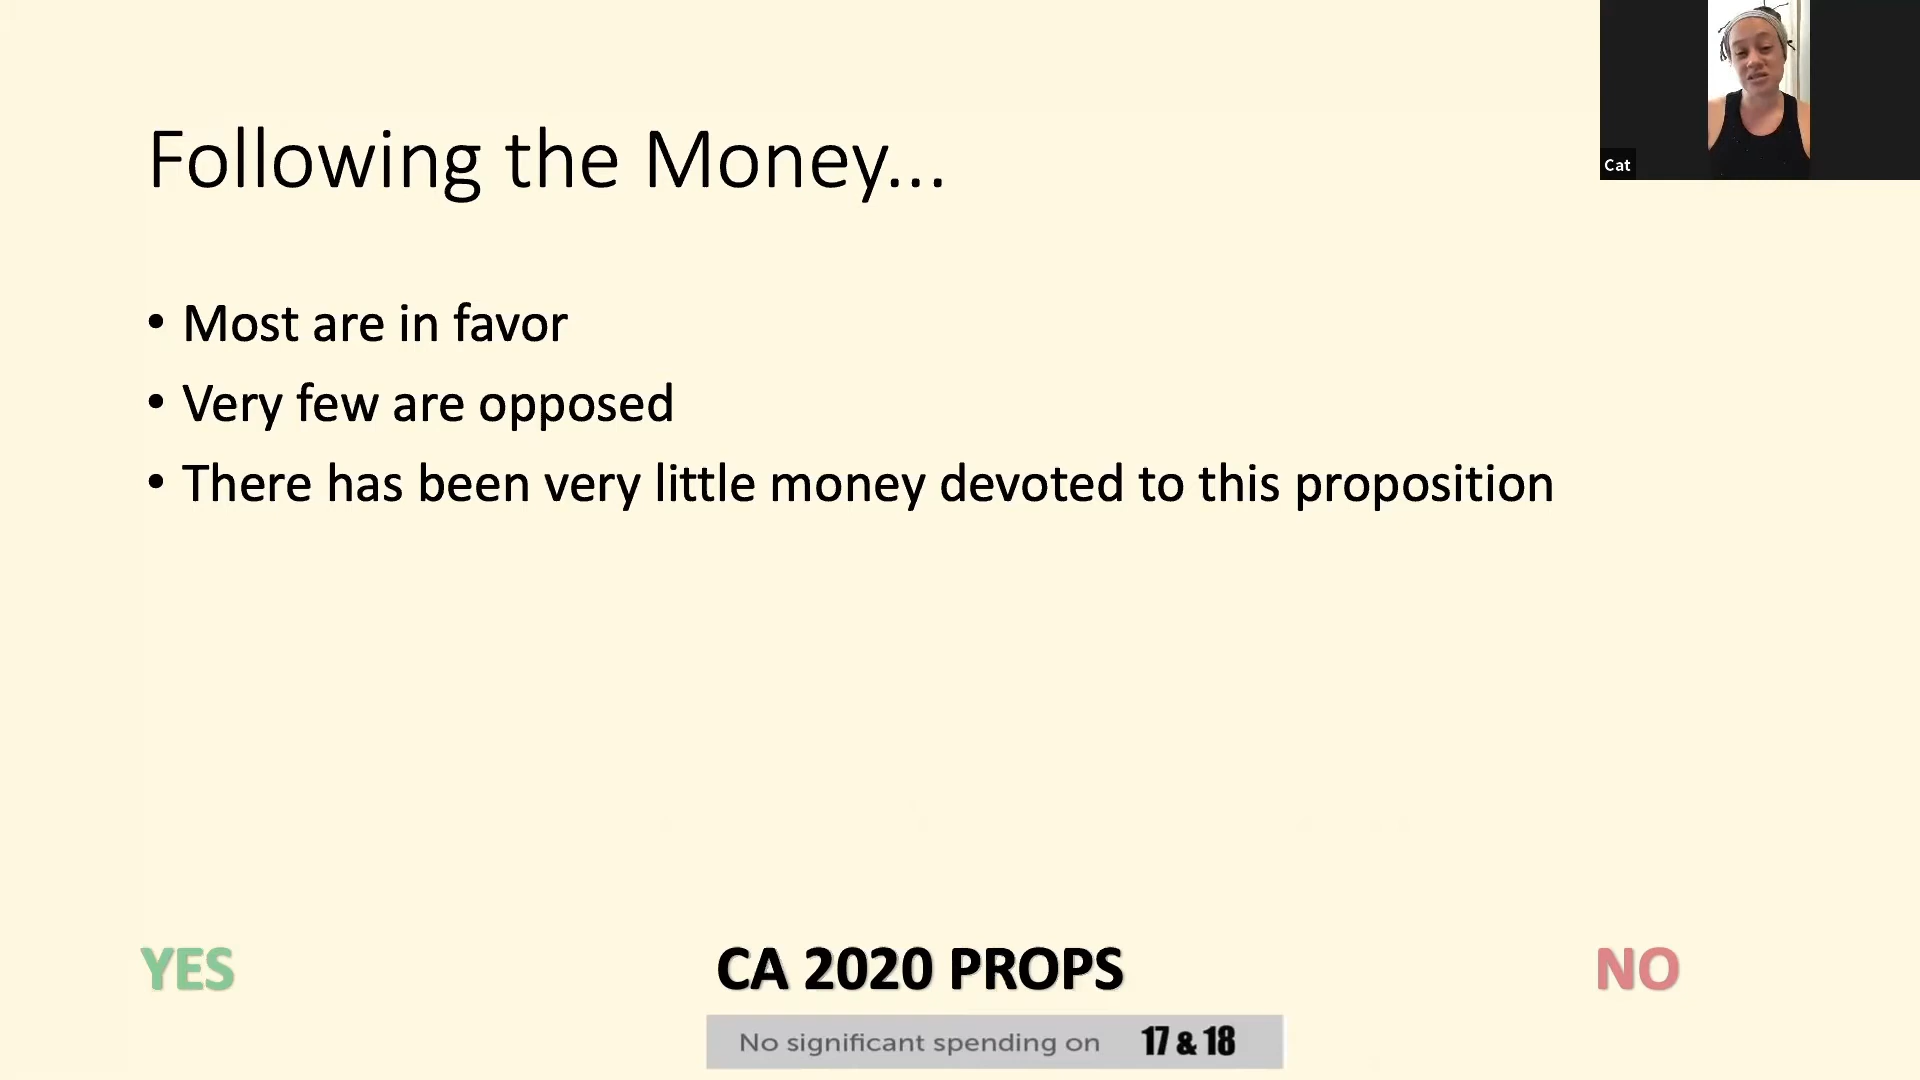 Cat
Following the Money...
• Most are in favor
• Very few are opposed
• There has been very little money devoted to this proposition
YES
CA 2020 PROPS
NO
No significant spending on 17 & 18